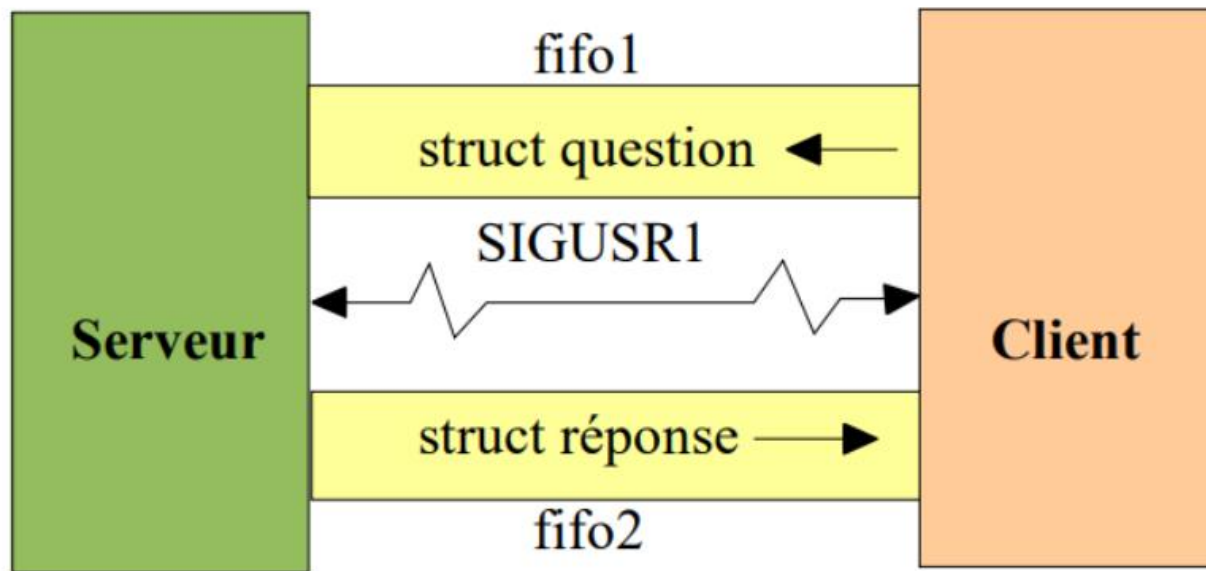 fifo1
struct question
SIGUSR1
Serveur
Client
struct réponse
fifo2